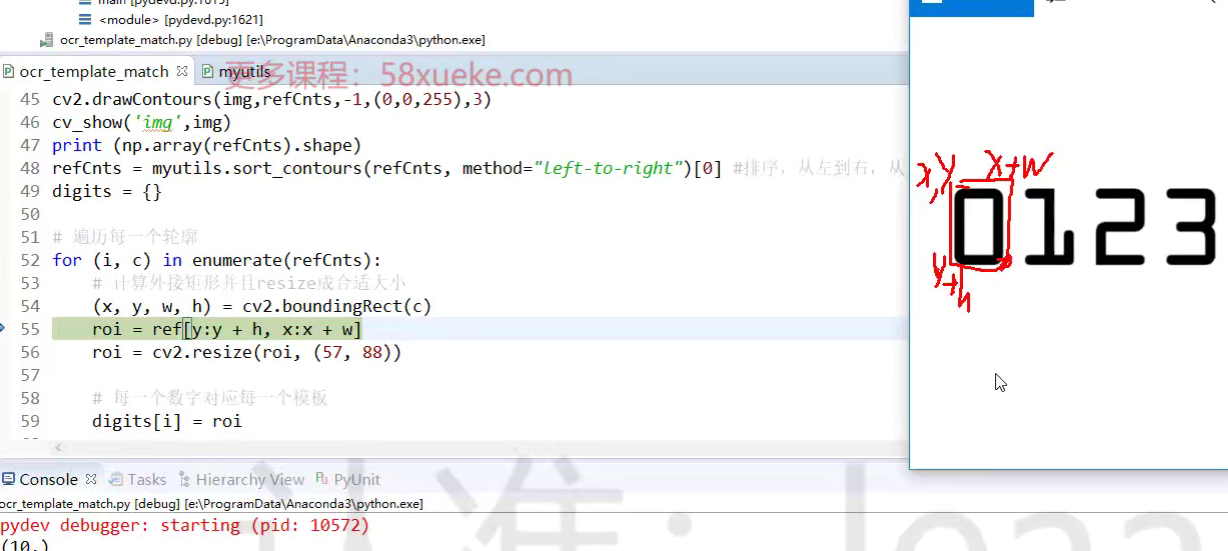 main [pydevd.py:1615]
<module> [pydevd.py:1621]
ocr_template_match.py [debug] [e:\ProgramData\Anaconda3\python.exe]
ocr_template_match
myutils
更多课程：58xueke.com
45 cv2.drawContours(img,refCnts,-1,(0,0,255),3)
46 cv_show('img',img)
47 print (np.array(refCnts).shape)
48 refCnts = myutils.sort_contours(refCnts, method="left-to-right")[0] #排序，从左到右，从
49 digits = {}
50
51 # 遍历每一个轮廓
52 for (i, c) in enumerate(refCnts):
53 # 计算外接矩形并且resize成合适大小
54 (x, y, w, h) = cv2.boundingRect(c)
55 roi = ref[y:y + h, x:x + w]
56 roi = cv2.resize(roi, (57, 88))
57
58 # 每一个数字对应每一个模板
59 digits[i] = roi
x,y
x+w
0123
y+h
Console Tasks Hierarchy View PyUnit
ocr_template_match.py [debug] [e:\ProgramData\Anaconda3\python.exe]
pydev debugger: starting (pid: 10572)
(10,)